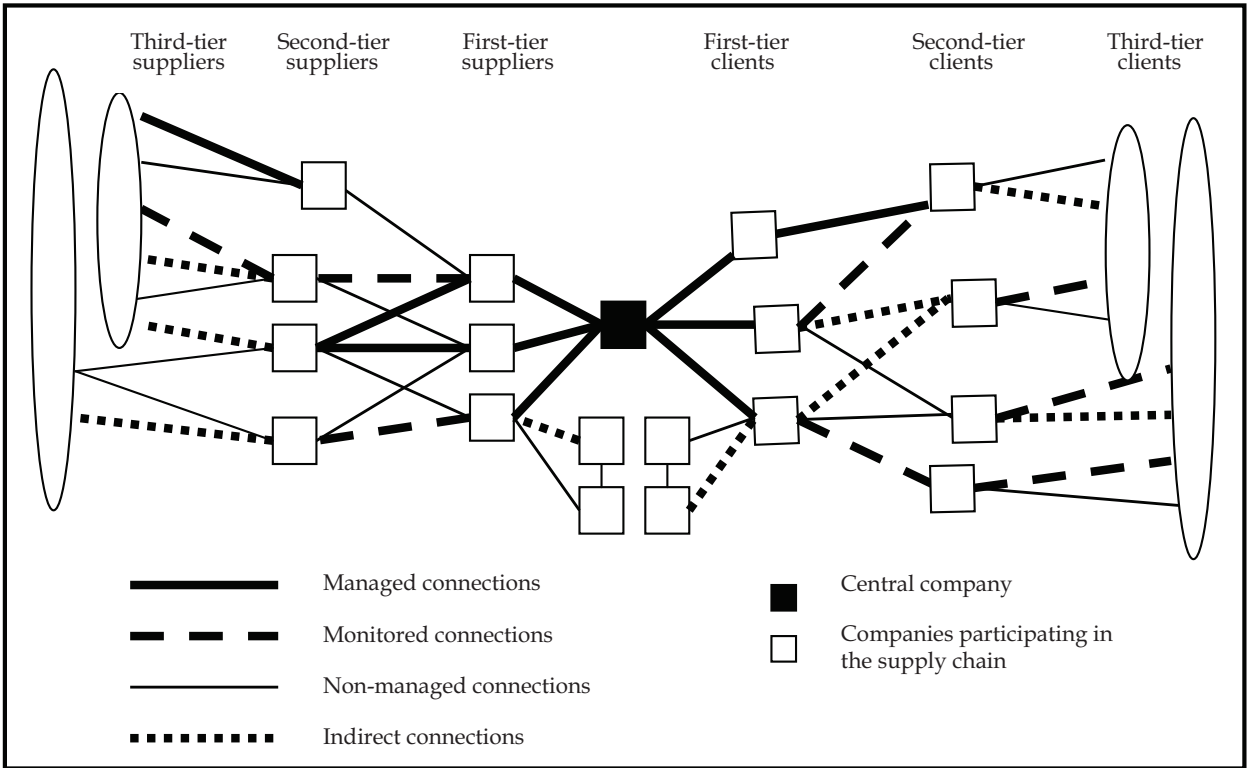 Third-tier
suppliers
Second-tier
suppliers
First-tier
suppliers
First-tier
clients
Second-tier
clients
Third-tier
clients
Managed connections
Monitored connections
Non-managed connections
Indirect connections
Central company
Companies participating in
the supply chain